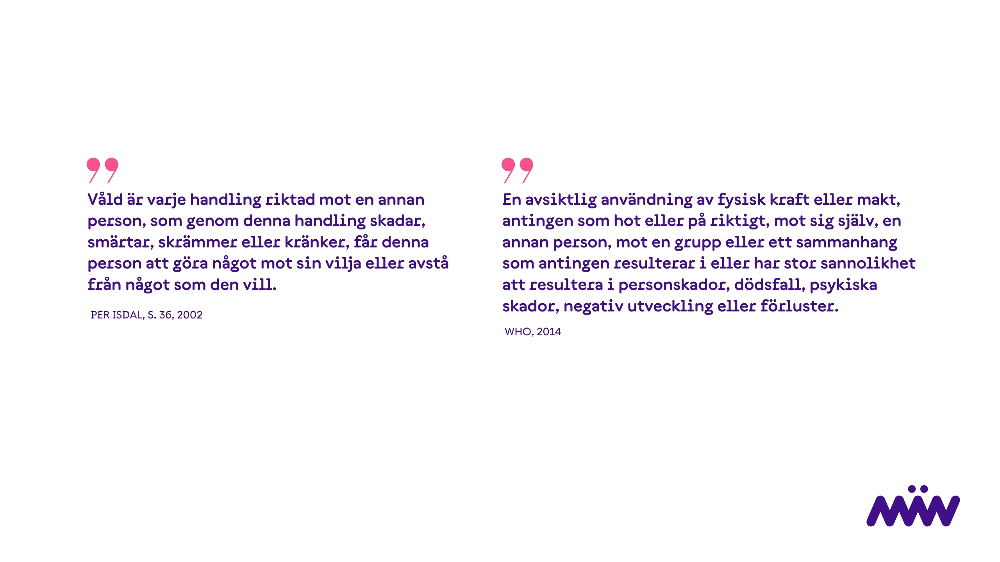 ”
Våld är varje handling riktad mot en annan
person, som genom denna handling skadar,
smärtar, skrämmer eller kränker, får denna
person att göra något mot sin vilja eller avstå
från något som den vill.
PER ISDAL, S. 36, 2002
”
En avsiktlig användning av fysisk kraft eller makt,
antingen som hot eller på riktigt, mot sig själv, en
annan person, mot en grupp eller ett sammanhang
som antingen resulterar i eller har stor sannolikhet
att resultera i personskador, dödsfall, psykiska
skador, negativ utveckling eller förluster.
WHO, 2014
MÄN